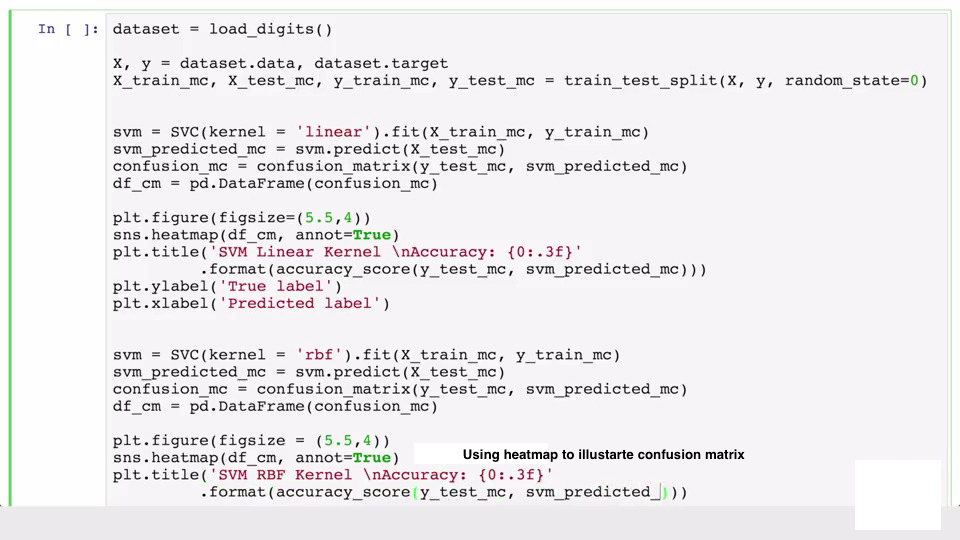 In [ ]: dataset = load_digits()
X, y = dataset.data, dataset.target
X_train_mc, X_test_mc, y_train_mc, y_test_mc = train_test_split(X, y, random_state=0)
svm = SVC(kernel = 'linear').fit(X_train_mc, y_train_mc)
svm_predicted_mc = svm.predict(X_test_mc)
confusion_mc = confusion_matrix(y_test_mc, svm_predicted_mc)
df_cm = pd.DataFrame(confusion_mc)
plt.figure(figsize=(5.5,4))
sns.heatmap(df_cm, annot=True)
plt.title('SVM Linear Kernel \nAccuracy: {0:.3f}'
.format(accuracy_score(y_test_mc, svm_predicted_mc)))
plt.ylabel('True label')
plt.xlabel('Predicted label')
svm = SVC(kernel = 'rbf').fit(X_train_mc, y_train_mc)
svm_predicted_mc = svm.predict(X_test_mc)
confusion_mc = confusion_matrix(y_test_mc, svm_predicted_mc)
df_cm = pd.DataFrame(confusion_mc)
plt.figure(figsize = (5.5,4))
sns.heatmap(df_cm, annot=True)
Using heatmap to illustarte confusion matrix
plt.title('SVM RBF Kernel \nAccuracy: {0:.3f}'
.format(accuracy_score(y_test_mc, svm_predicted_)))